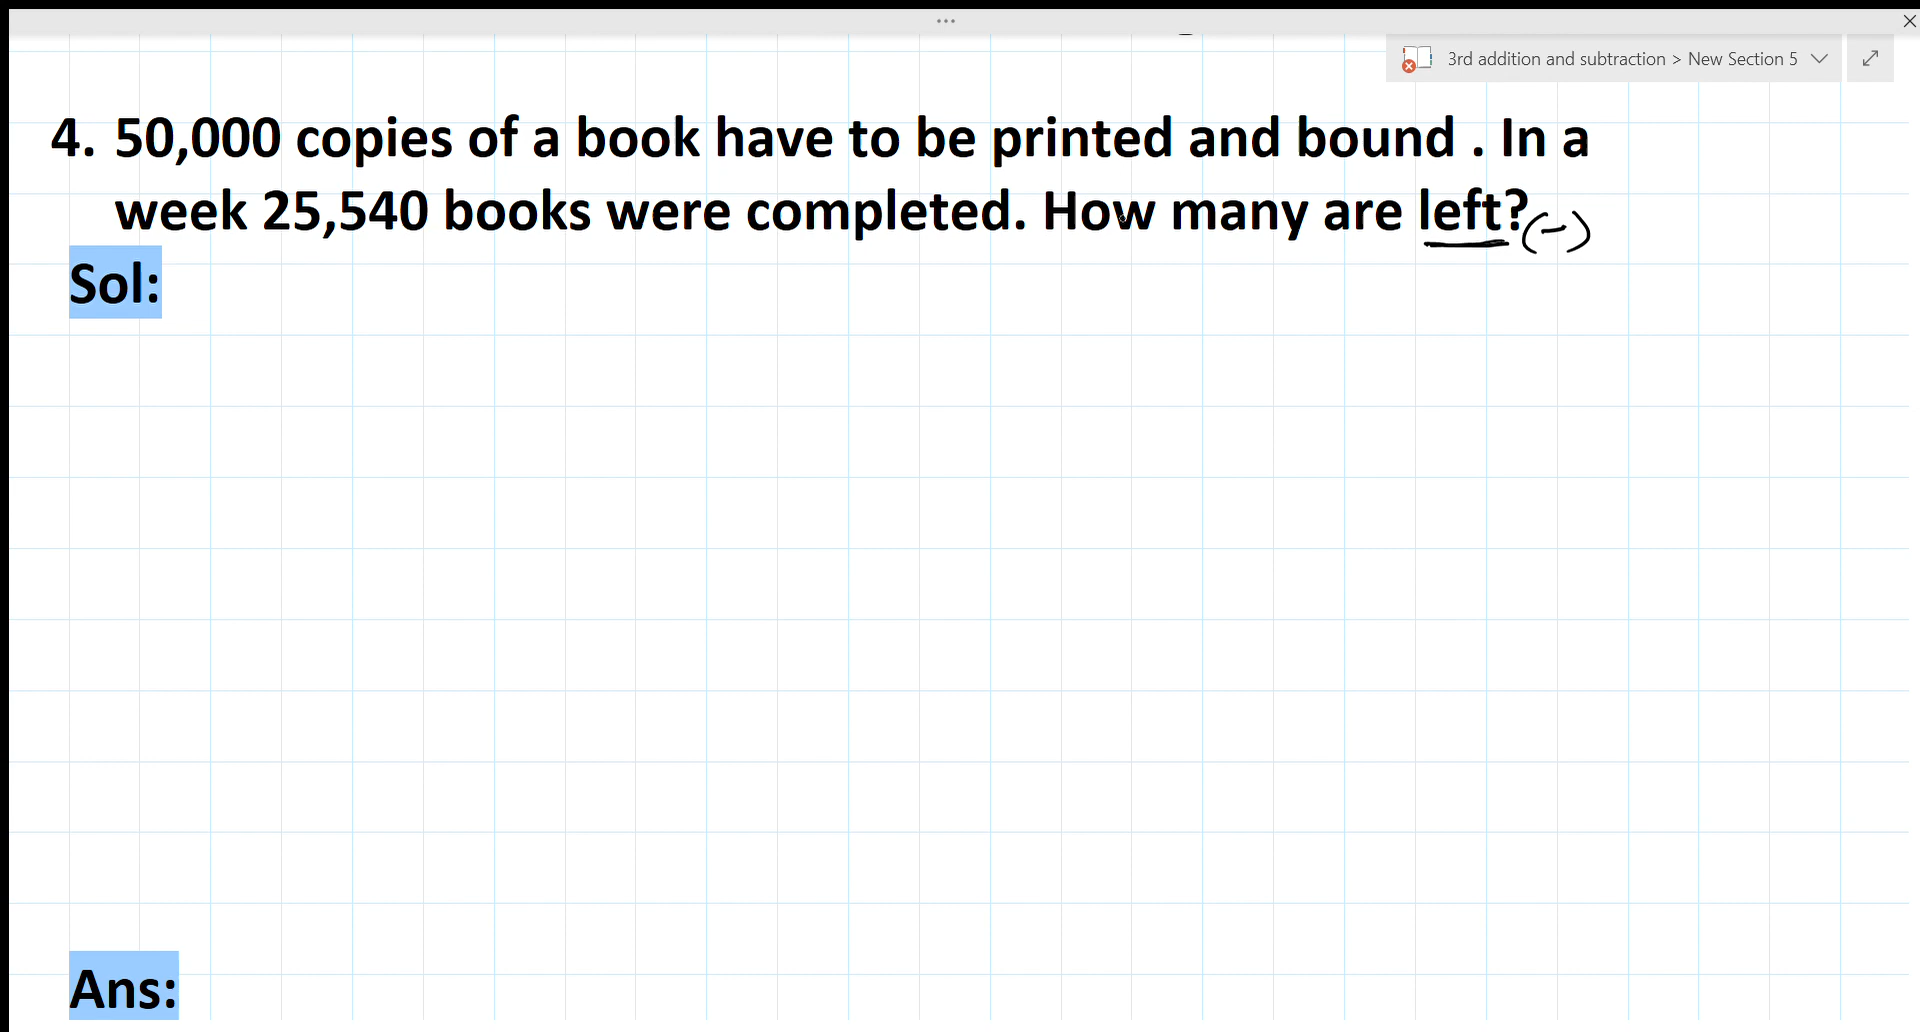 3rd addition and subtraction > New Section 5
4. 50,000 copies of a book have to be printed and bound . In a
week 25,540 books were completed. How many are left? (-)
Sol:
Ans: